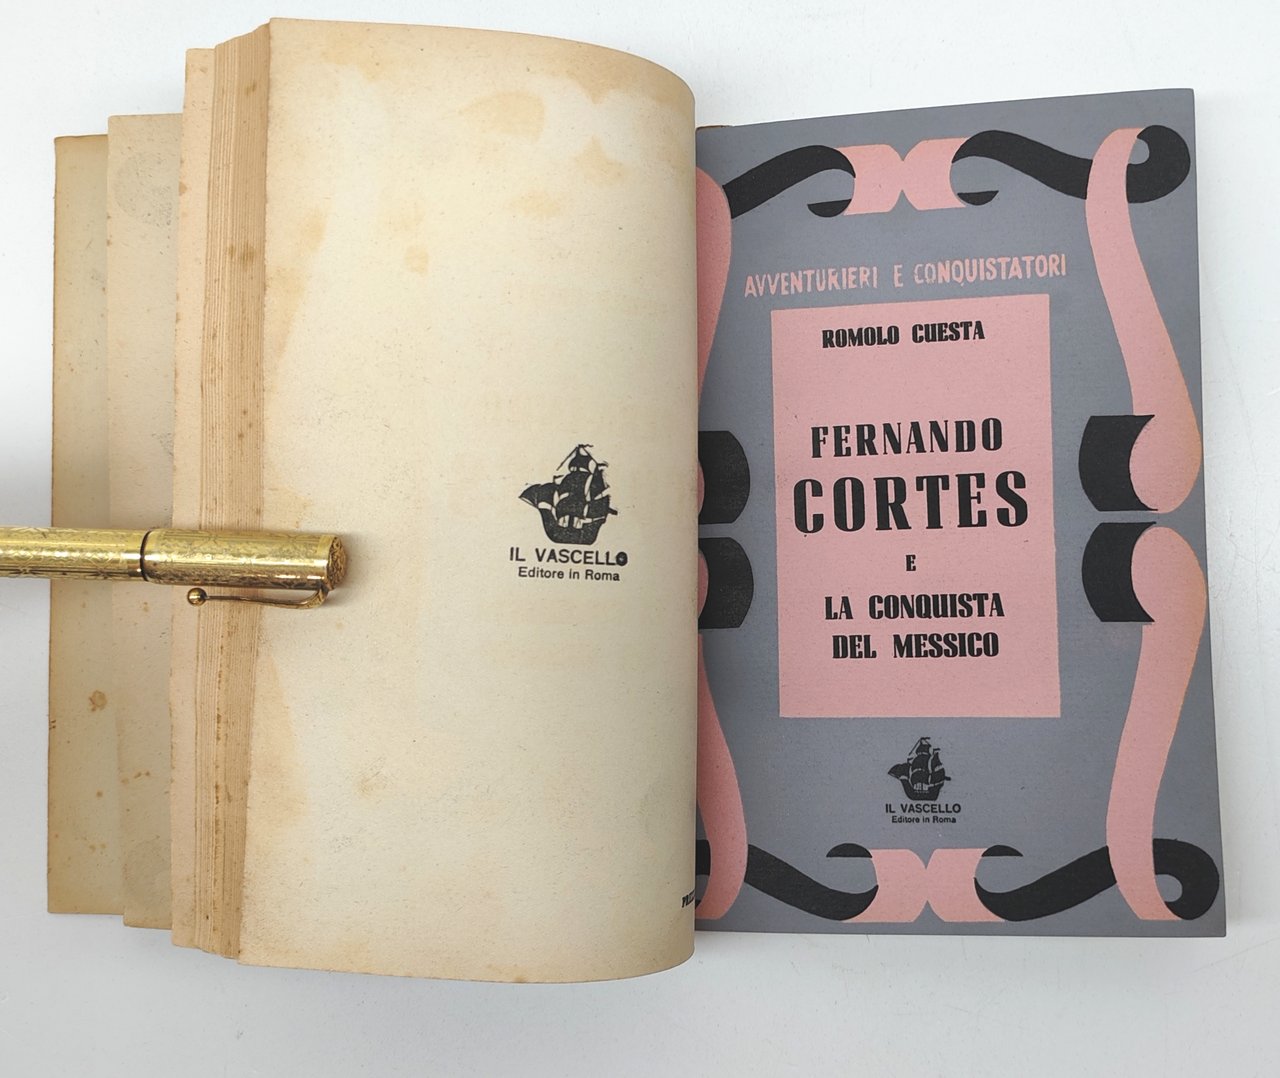 IL VASCELLO
Editore in Roma
AVVENTURIERI E CONQUISTATORI
ROMOLO CUESTA
FERNANDO
CORTES
E
LA CONQUISTA
DEL MESSICO
IL VASCELLO
Editore in Roma